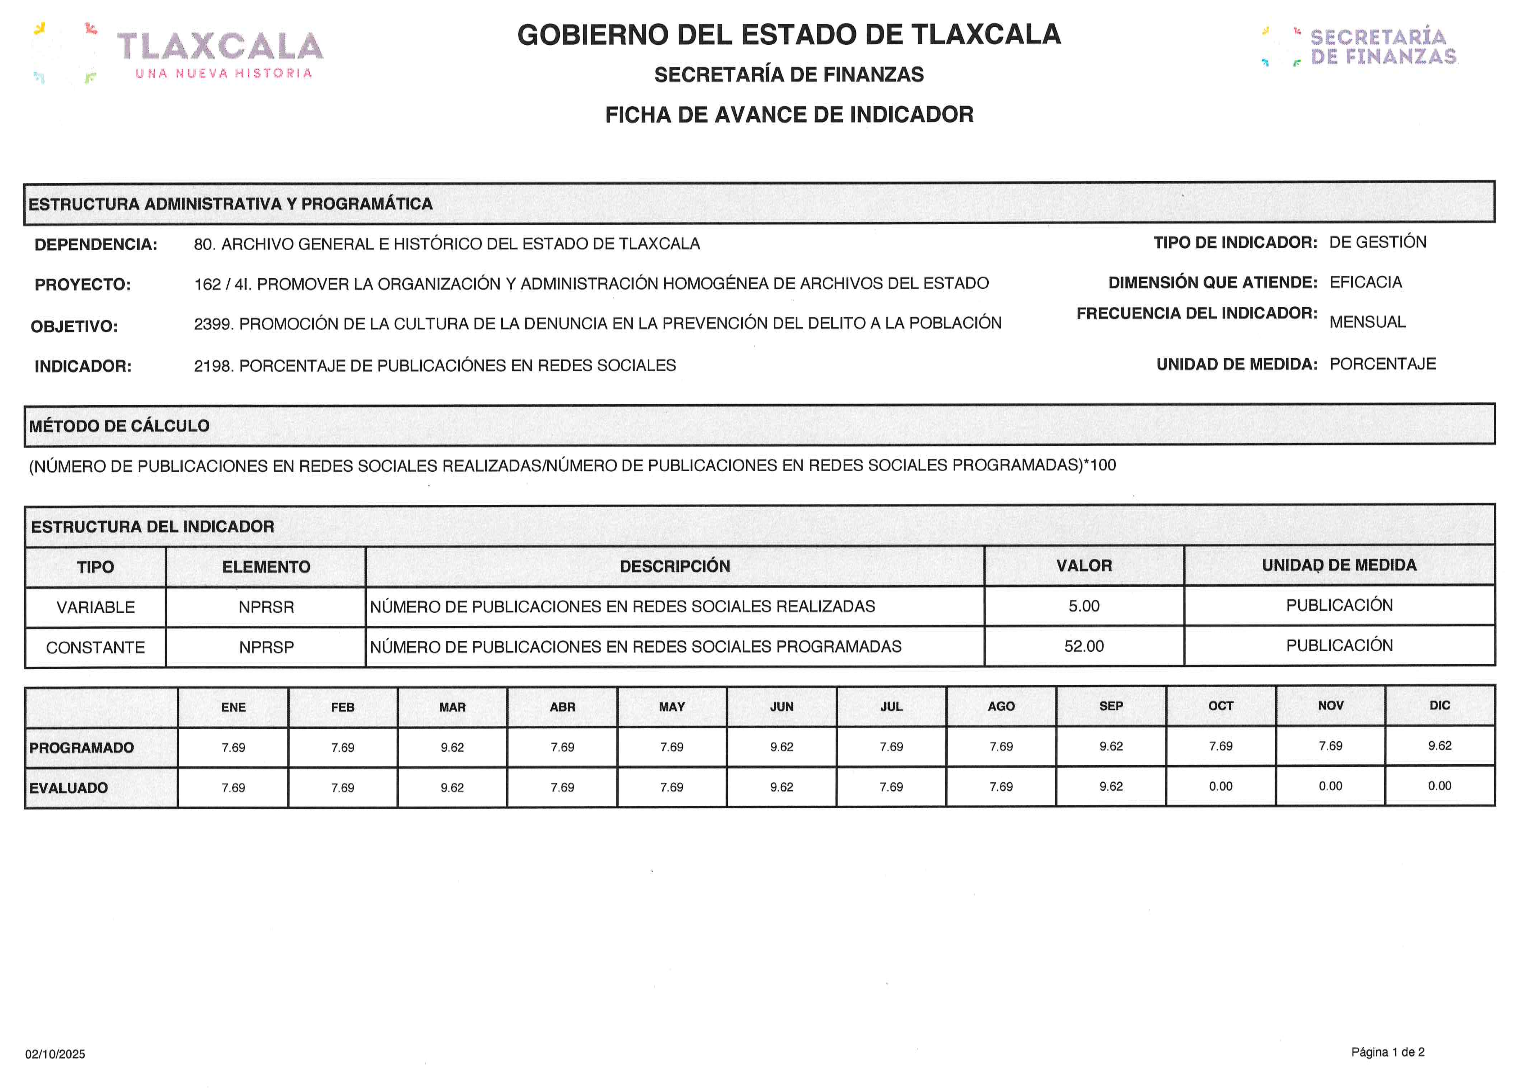 TLAXCALA
UNA NUEVA HISTORIA
GOBIERNO DEL ESTADO DE TLAXCALA
SECRETARÍA DE FINANZAS
FICHA DE AVANCE DE INDICADOR
SECRETARÍA
DE FINANZAS
ESTRUCTURA ADMINISTRATIVA Y PROGRAMÁTICA
DEPENDENCIA: 80. ARCHIVO GENERAL E HISTÓRICO DEL ESTADO DE TLAXCALA TIPO DE INDICADOR: DE GESTIÓN
PROYECTO: 162 / 4I. PROMOVER LA ORGANIZACIÓN Y ADMINISTRACIÓN HOMOGÉNEA DE ARCHIVOS DEL ESTADO DIMENSIÓN QUE ATIENDE: EFICACIA
OBJETIVO: 2399. PROMOCIÓN DE LA CULTURA DE LA DENUNCIA EN LA PREVENCIÓN DEL DELITO A LA POBLACIÓN FRECUENCIA DEL INDICADOR: MENSUAL
INDICADOR: 2198. PORCENTAJE DE PUBLICACIÓNES EN REDES SOCIALES UNIDAD DE MEDIDA: PORCENTAJE
MÉTODO DE CÁLCULO
(NÚMERO DE PUBLICACIONES EN REDES SOCIALES REALIZADAS/NÚMERO DE PUBLICACIONES EN REDES SOCIALES PROGRAMADAS)*100
ESTRUCTURA DEL INDICADOR
TIPO ELEMENTO DESCRIPCIÓN VALOR UNIDAD DE MEDIDA
VARIABLE NPRSR NÚMERO DE PUBLICACIONES EN REDES SOCIALES REALIZADAS 5.00 PUBLICACIÓN
CONSTANTE NPRSP NÚMERO DE PUBLICACIONES EN REDES SOCIALES PROGRAMADAS 52.00 PUBLICACIÓN
ENE FEB MAR ABR MAY JUN JUL AGO SEP OCT NOV DIC
PROGRAMADO 7.69 7.69 9.62 7.69 7.69 9.62 7.69 7.69 9.62 7.69 7.69 9.62
EVALUADO 7.69 7.69 9.62 7.69 7.69 9.62 7.69 7.69 9.62 0.00 0.00 0.00
02/10/2025 Página 1 de 2